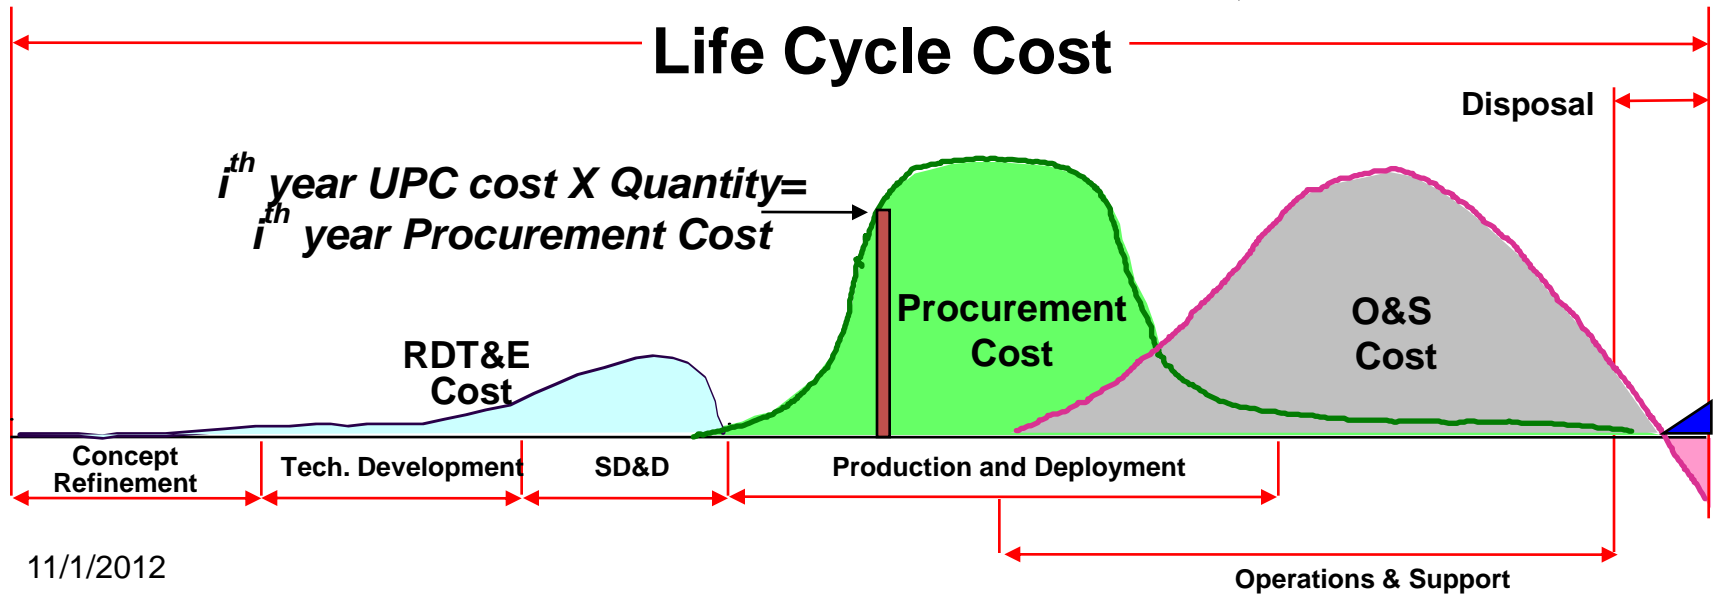 Life Cycle Cost
Disposal
ith year UPC cost X Quantity=
ith year Procurement Cost
Procurement
Cost
O&S
Cost
RDT&E
Cost
Concept
Refinement
Tech. Development
SD&D
Production and Deployment
11/1/2012
Operations & Support